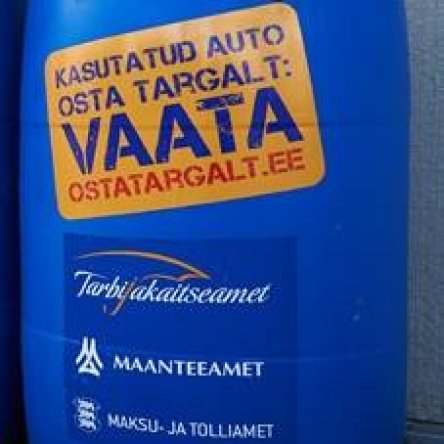 KASUTATUD AUTO
OSTA TARGALT:
VAATA
OSTATARGALT.EE
Tarbijakaitseamet
MAANTEEAMET
MAKSU- JA TOLLIAMET